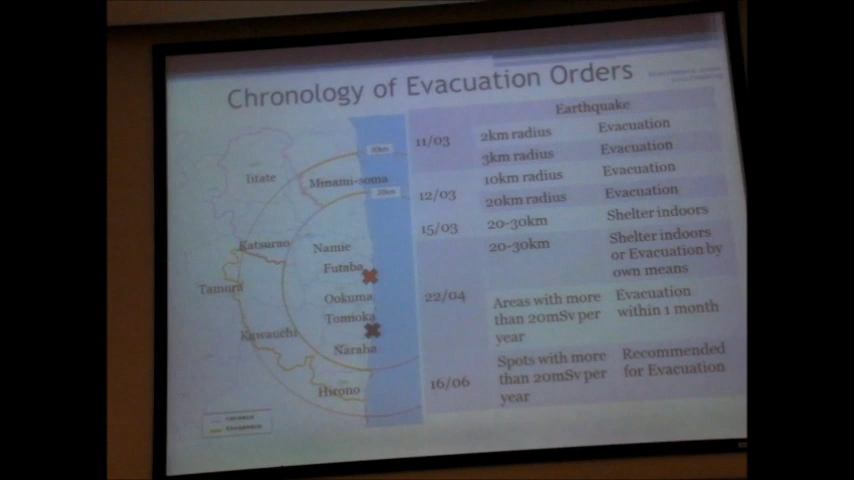 Chronology of Evacuation Orders
Earthquake
11/03
2km radius
Evacuation
3km radius
Evacuation
12/03
10km radius
Evacuation
20km radius
Evacuation
15/03
20-30km
Shelter indoors
20-30km
Shelter indoors
or Evacuation by
own means
22/04
Areas with more
than 20mSv per
year
Evacuation
within 1 month
16/06
Spots with more
than 20mSv per
year
Recommended
for Evacuation
30km
Iitate
Minami-soma
20km
Katsurao
Namie
Futaba
Tamura
Ookuma
Tomioka
Kawauchi
Naraha
Hirono